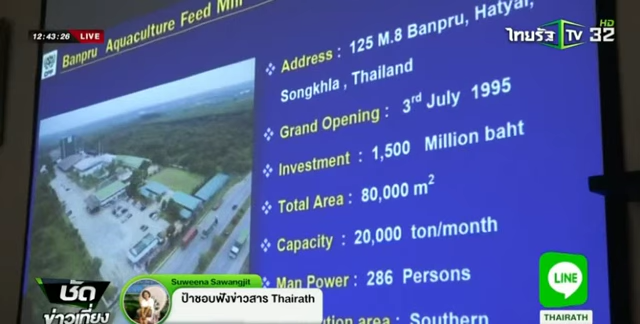 12:43:26 LIVE
ไทยรัฐ TV HD 32
Banpru Aquaculture Feed Mill
Address : 125 M.8 Banpru, Hatyai,
Songkhla , Thailand
Grand Opening : 3rd July 1995
Investment : 1,500 Million baht
Total Area : 80,000 m²
Capacity : 20,000 ton/month
Man Power : 286 Persons
area : Southern
Suweena Sawangjit
ป้าชอบฟังข่าวสาร Thairath
ชัด
ข่าวเที่ยง
LINE
THAIRATH